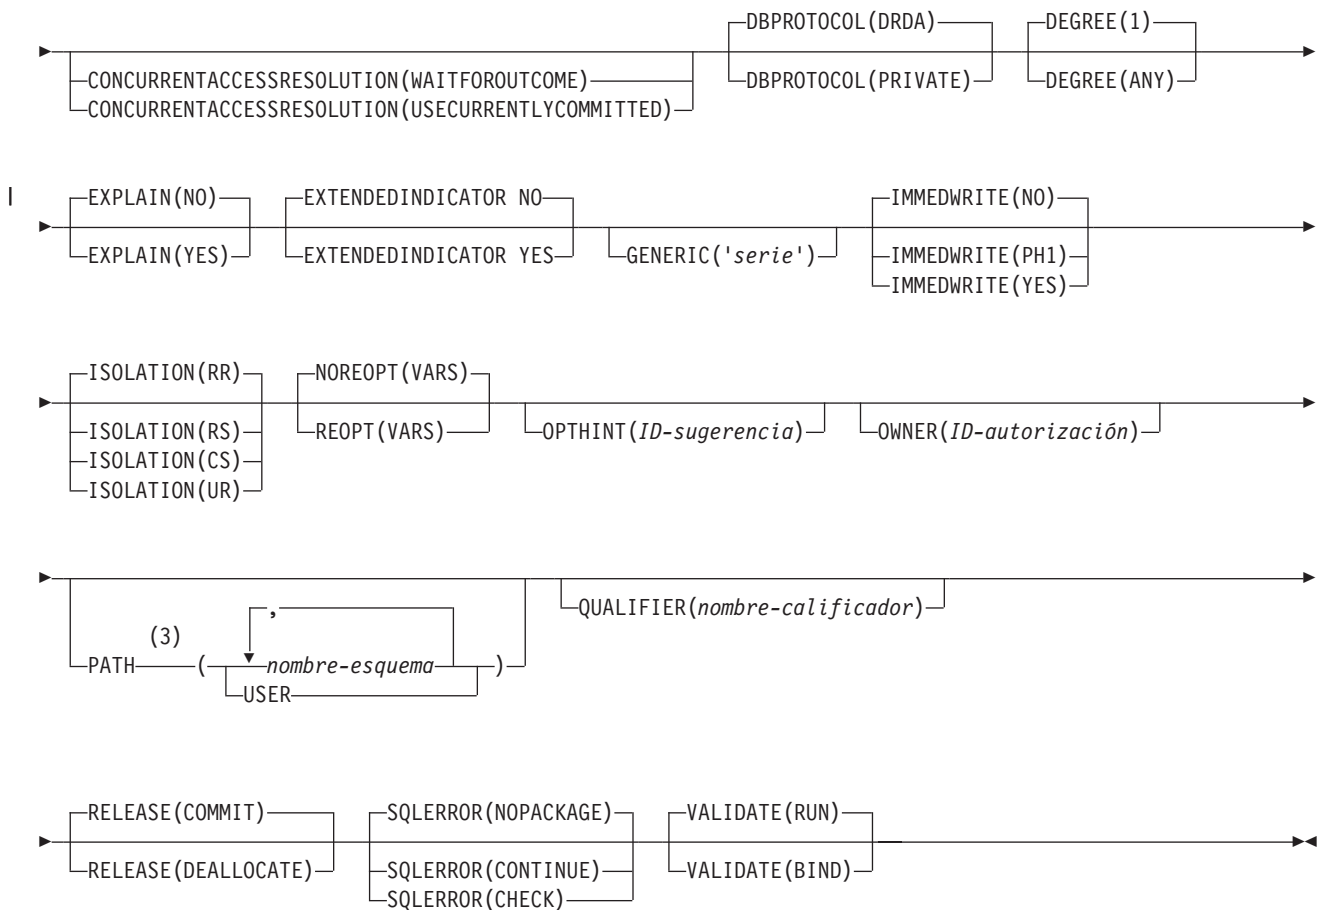 DBPROTOCOL(DRDA) DEGREE(1)
CONCURRENTACCESSRESOLUTION(WAITFOROUTCOME) DBPROTOCOL(PRIVATE) DEGREE(ANY)
CONCURRENTACCESSRESOLUTION(USECURRENTLYCOMMITTED)
| EXPLAIN(NO) EXTENDEDINDICATOR NO IMMEDWRITE(NO)
EXPLAIN(YES) EXTENDEDINDICATOR YES GENERIC('serie') IMMEDWRITE(PH1)
IMMEDWRITE(YES)
ISOLATION(RR) NOREOPT(VARS)
ISOLATION(RS) REOPT(VARS) OPTHINT(ID-sugerencia) OWNER(ID-autorización)
ISOLATION(CS)
ISOLATION(UR)
QUALIFIER(nombre-calificador)
,
(3)
PATH ( nombre-esquema )
USER
RELEASE(COMMIT) SQLERROR(NOPACKAGE) VALIDATE(RUN)
RELEASE(DEALLOCATE) SQLERROR(CONTINUE) VALIDATE(BIND)
SQLERROR(CHECK)